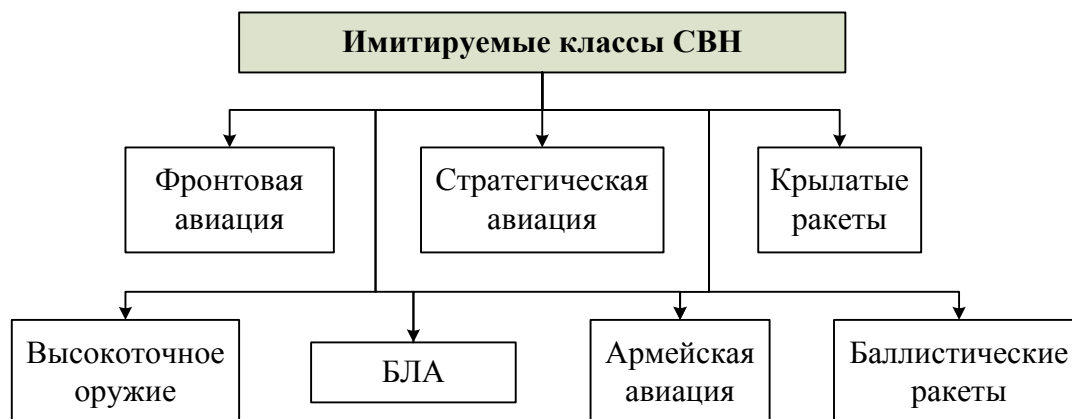 Имитируемые классы СВН
Фронтовая
авиация
Стратегическая
авиация
Крылатые
ракеты
Высокоточное
оружие
БЛА
Армейская
авиация
Баллистические
ракеты